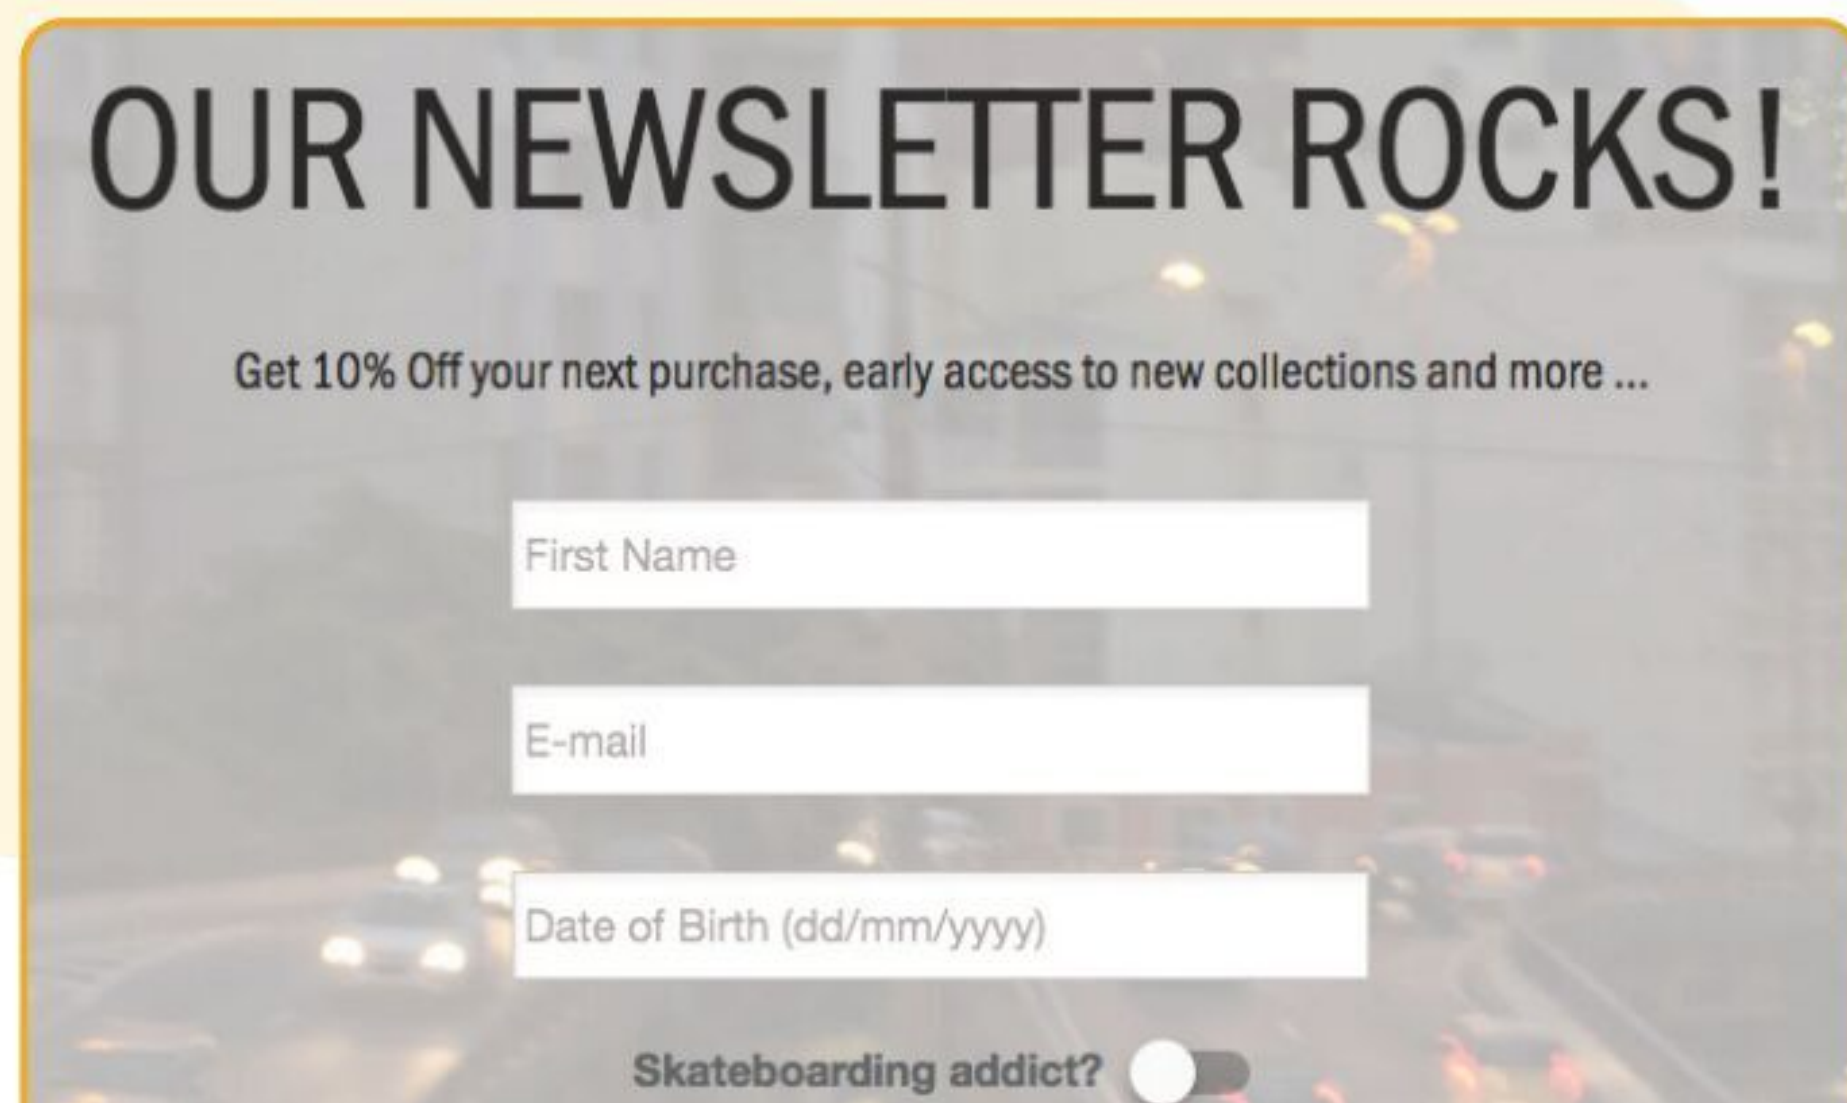 OUR NEWSLETTER ROCKS!
Get 10% Off your next purchase, early access to new collections and more ...
First Name
E-mail
Date of Birth (dd/mm/yyyy)
Skateboarding addict?